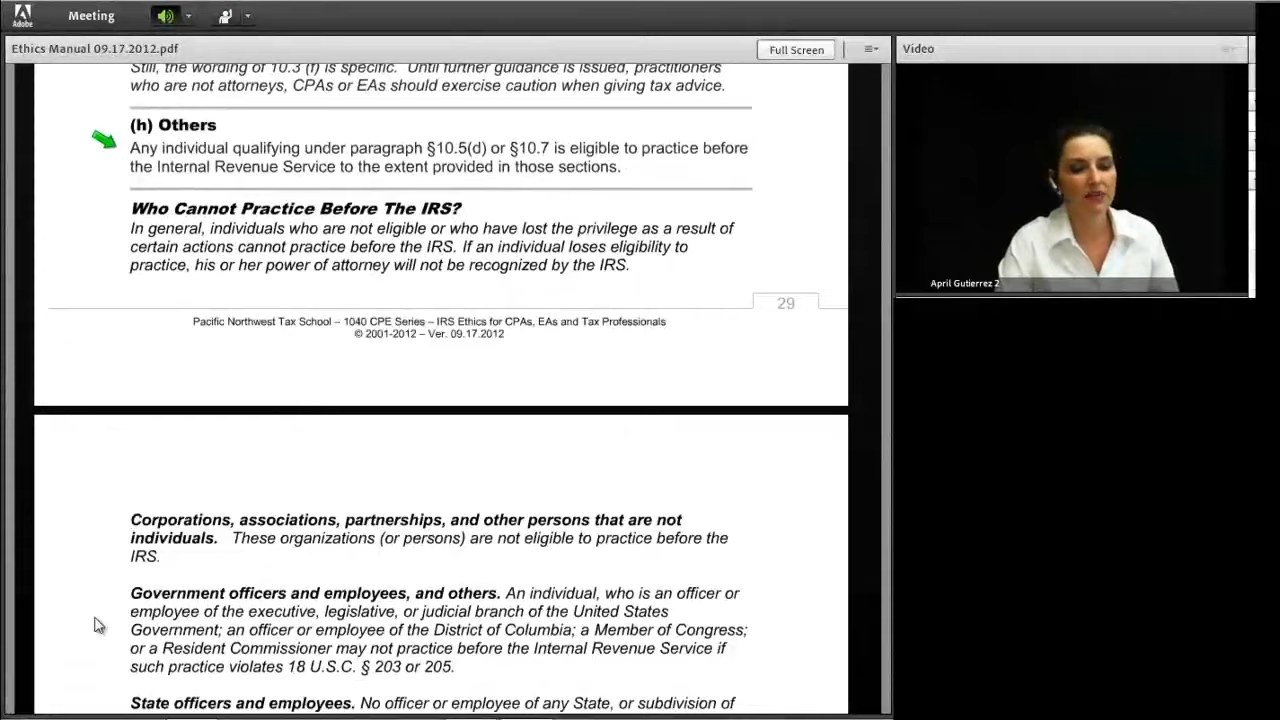 Adobe
Meeting
Ethics Manual 09.17.2012.pdf
Full Screen
Video
Still, the wording of 10.3 (f) is specific. Until further guidance is issued, practitioners
who are not attorneys, CPAs or EAs should exercise caution when giving tax advice.
(h) Others
Any individual qualifying under paragraph §10.5(d) or §10.7 is eligible to practice before
the Internal Revenue Service to the extent provided in those sections.
Who Cannot Practice Before The IRS?
In general, individuals who are not eligible or who have lost the privilege as a result of
certain actions cannot practice before the IRS. If an individual loses eligibility to
practice, his or her power of attorney will not be recognized by the IRS.
29
Pacific Northwest Tax School – 1040 CPE Series – IRS Ethics for CPAs, EAs and Tax Professionals
© 2001-2012 – Ver. 09.17.2012
Corporations, associations, partnerships, and other persons that are not
individuals. These organizations (or persons) are not eligible to practice before the
IRS.
Government officers and employees, and others. An individual, who is an officer or
employee of the executive, legislative, or judicial branch of the United States
Government; an officer or employee of the District of Columbia; a Member of Congress;
or a Resident Commissioner may not practice before the Internal Revenue Service if
such practice violates 18 U.S.C. § 203 or 205.
State officers and employees. No officer or employee of any State, or subdivision of
April Gutierrez 2